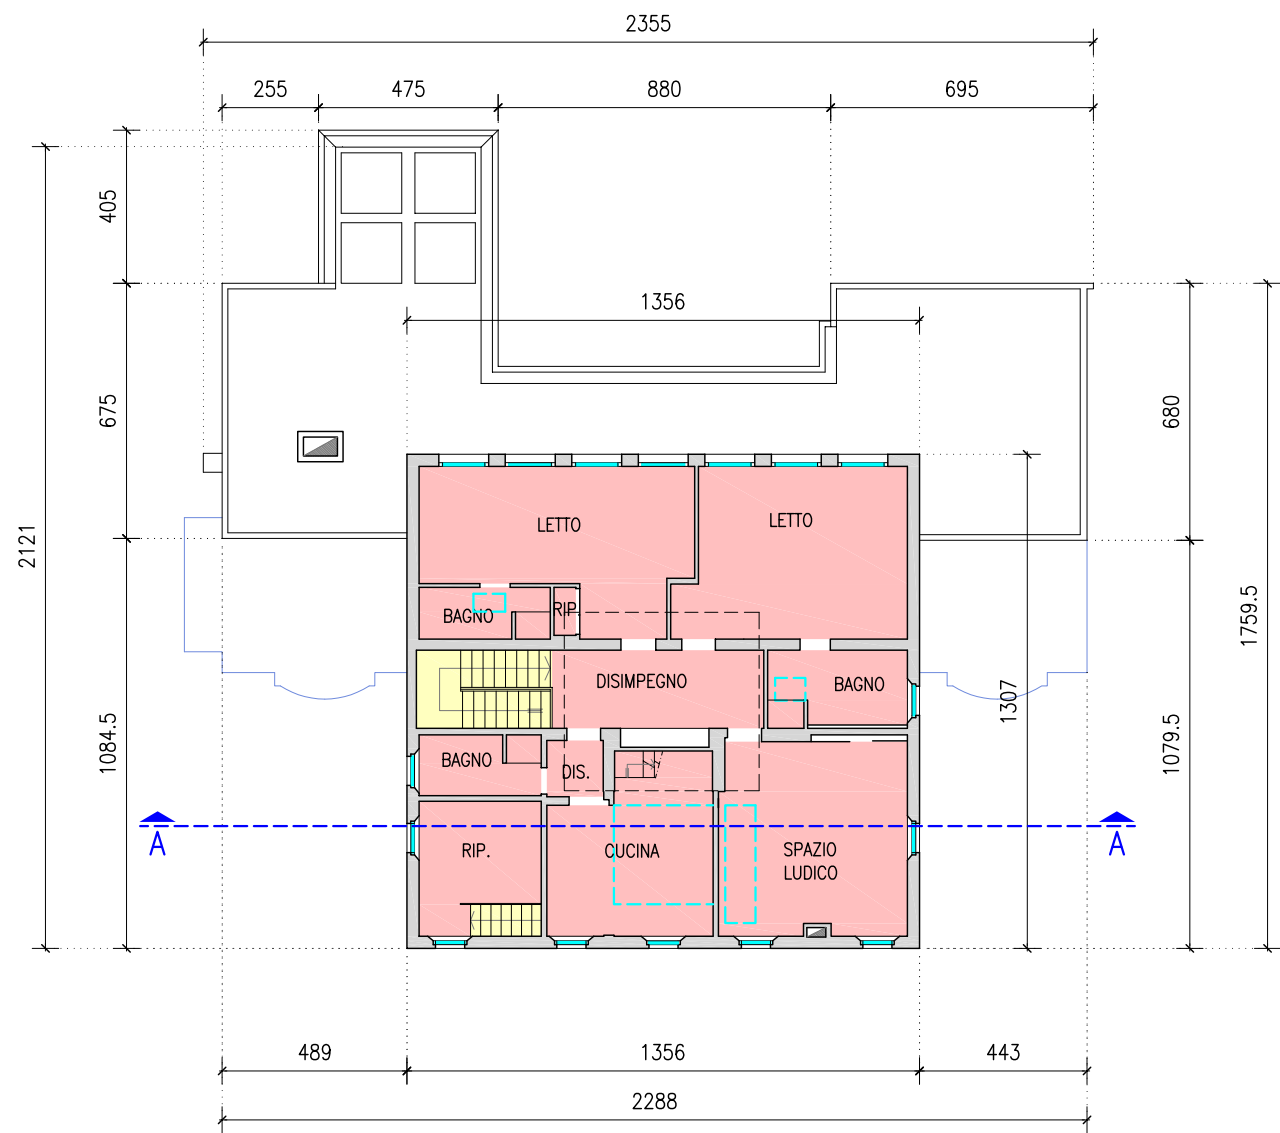 2355
255
475
880
695
405
1356
675
680
2121
1759.5
LETTO
LETTO
BAGNO
RIP.
DISIMPEGNO
BAGNO
1307
1084.5
1079.5
BAGNO
DIS.
A
A
RIP.
CUCINA
SPAZIO
LUDICO
489
1356
443
2288